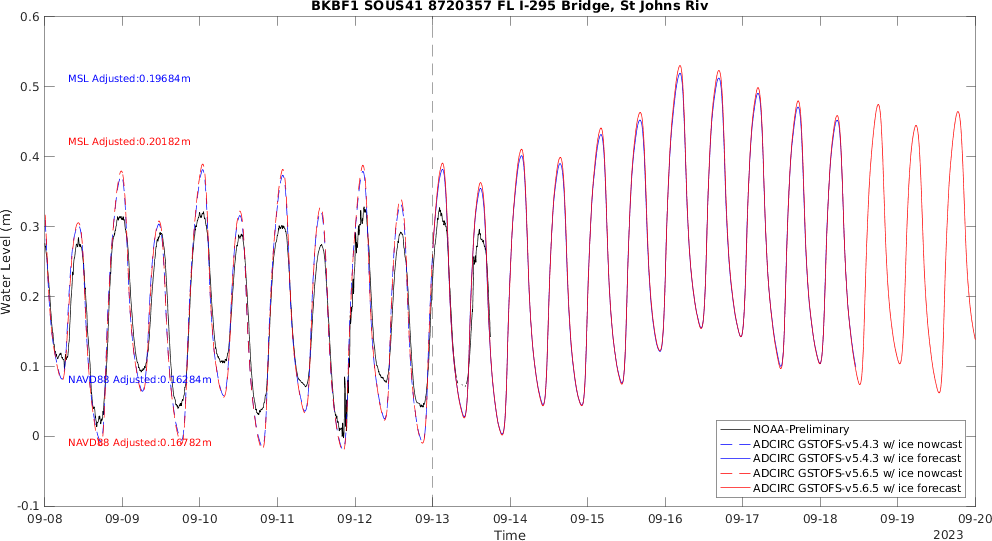 BKBF1 SOUS41 8720357 FL I-295 Bridge, St Johns Riv
0.6
0.5
0.4
0.3
0.2
0.1
0
-0.1
Water Level (m)
MSL Adjusted:0.19684m
MSL Adjusted:0.20182m
NAVD88 Adjusted:0.16284m
NAVD88 Adjusted:0.16782m
NOAA-Preliminary
ADCIRC GSTOFS-v5.4.3 w/ ice nowcast
ADCIRC GSTOFS-v5.4.3 w/ ice forecast
ADCIRC GSTOFS-v5.6.5 w/ ice nowcast
ADCIRC GSTOFS-v5.6.5 w/ ice forecast
09-08 09-09 09-10 09-11 09-12 09-13 09-14 09-15 09-16 09-17 09-18 09-19 09-20
Time
2023